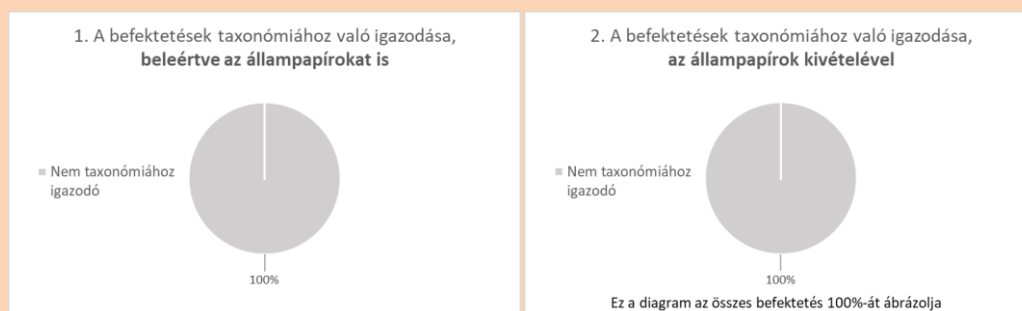 1. A befektetések taxonómiához való igazodása,
beleértve az állampapírokat is
Nem taxonómiához
igazodó
100%
2. A befektetések taxonómiához való igazodása,
az állampapírok kivételével
Nem taxonómiához
igazodó
100%
Ez a diagram az összes befektetés 100%-át ábrázolja